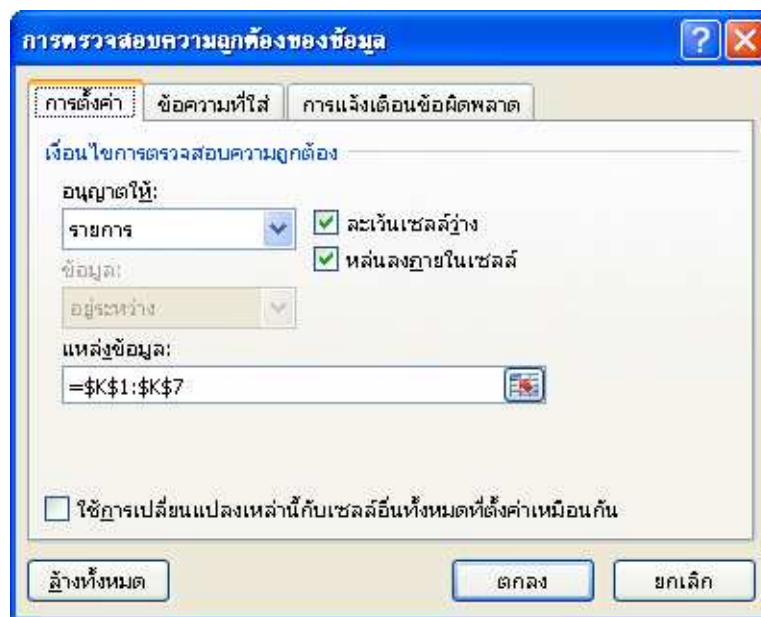 การตรวจสอบความถูกต้องของข้อมูล
การตั้งค่า ข้อความที่ใส่ การแจ้งเตือนข้อผิดพลาด
เงื่อนไขการตรวจสอบความถูกต้อง
อนุญาตให้:
รายการ ละเว้นเซลล์ว่าง
ข้อมูล: หล่นลงภายในเซลล์
อยู่ระหว่าง
แหล่งข้อมูล:
=$K$1:$K$7
ใช้การเปลี่ยนแปลงเหล่านี้กับเซลล์อื่นทั้งหมดที่ตั้งค่าเหมือนกัน
ล้างทั้งหมด ตกลง ยกเลิก